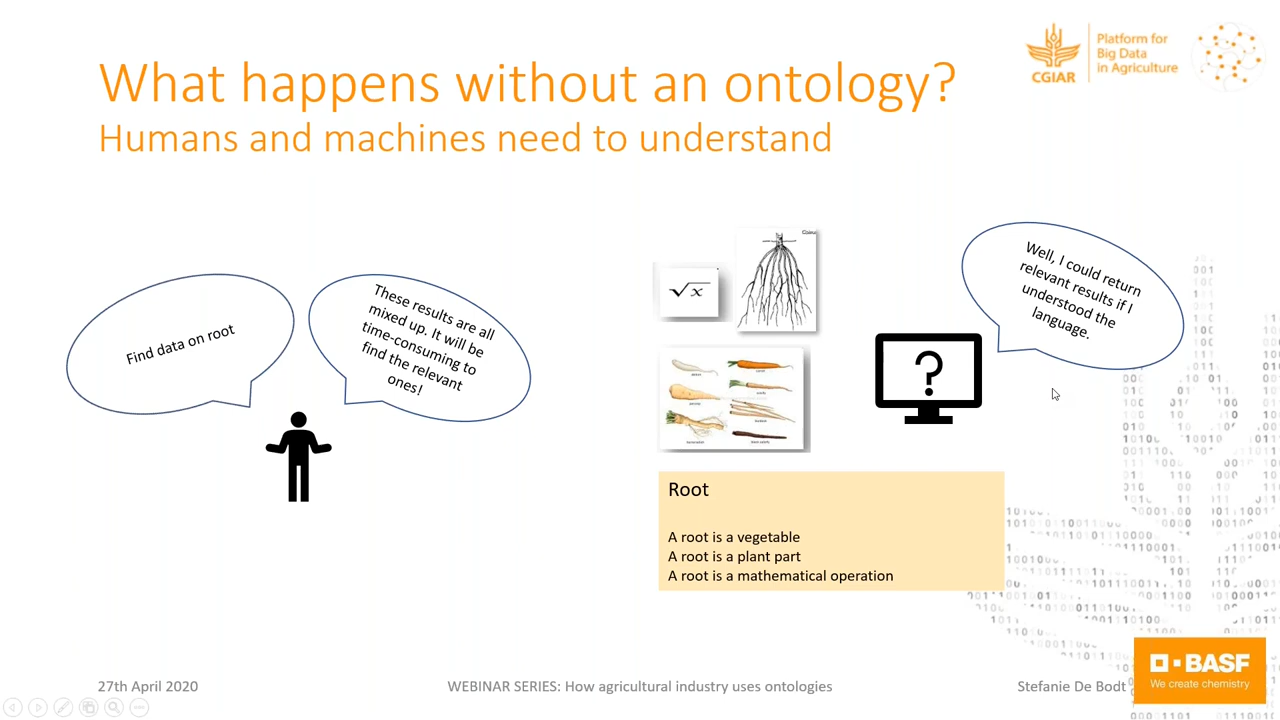 What happens without an ontology?
Humans and machines need to understand
CGIAR
Platform for
Big Data
in Agriculture
Find data on root
These results are all
mixed up. It will be
time-consuming to
find the relevant
ones!
√x
Well, I could return
relevant results if I
understood the
language.
?
Root
A root is a vegetable
A root is a plant part
A root is a mathematical operation
27th April 2020
WEBINAR SERIES: How agricultural industry uses ontologies
Stefanie De Bodt
BASF
We create chemistry